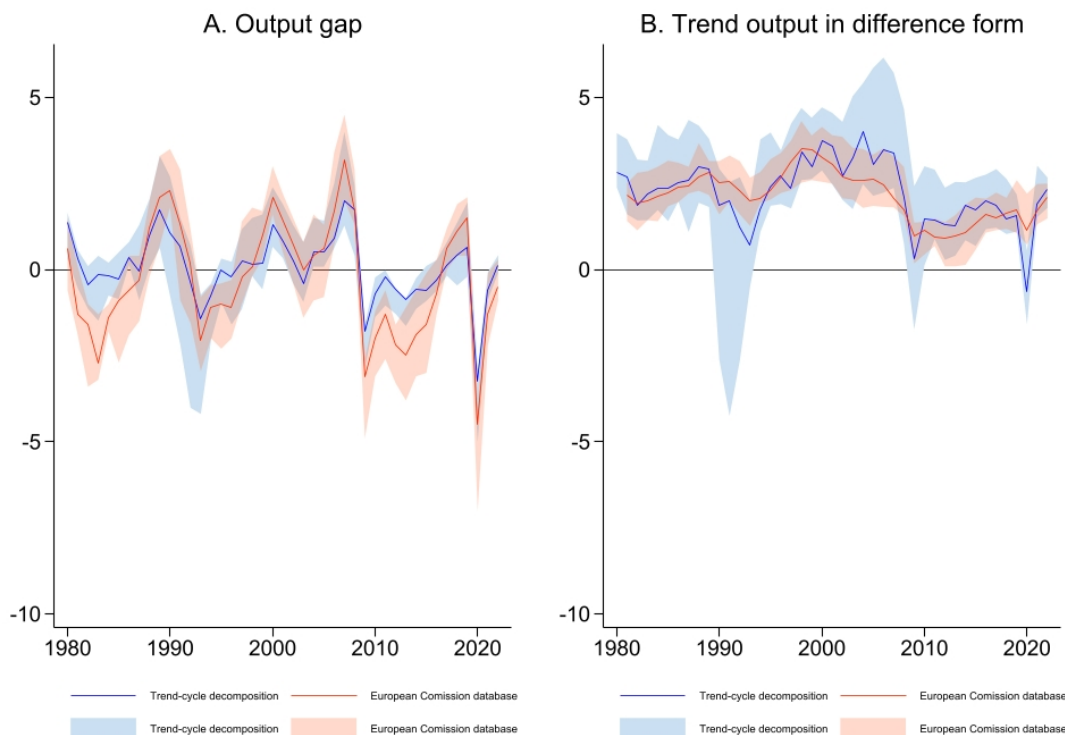 A. Output gap
5
0
-5
-10
1980 1990 2000 2010 2020
Trend-cycle decomposition European Comission database
Trend-cycle decomposition European Comission database
B. Trend output in difference form
5
0
-5
-10
1980 1990 2000 2010 2020
Trend-cycle decomposition European Comission database
Trend-cycle decomposition European Comission database